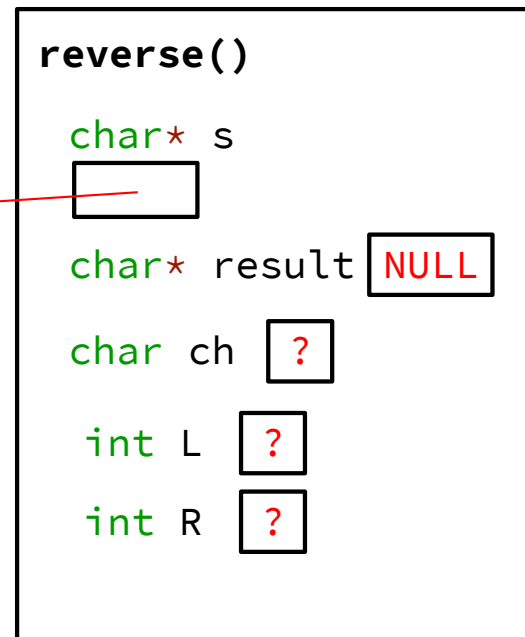 reverse()
char* s
char* result NULL
char ch ?
int L ?
int R ?